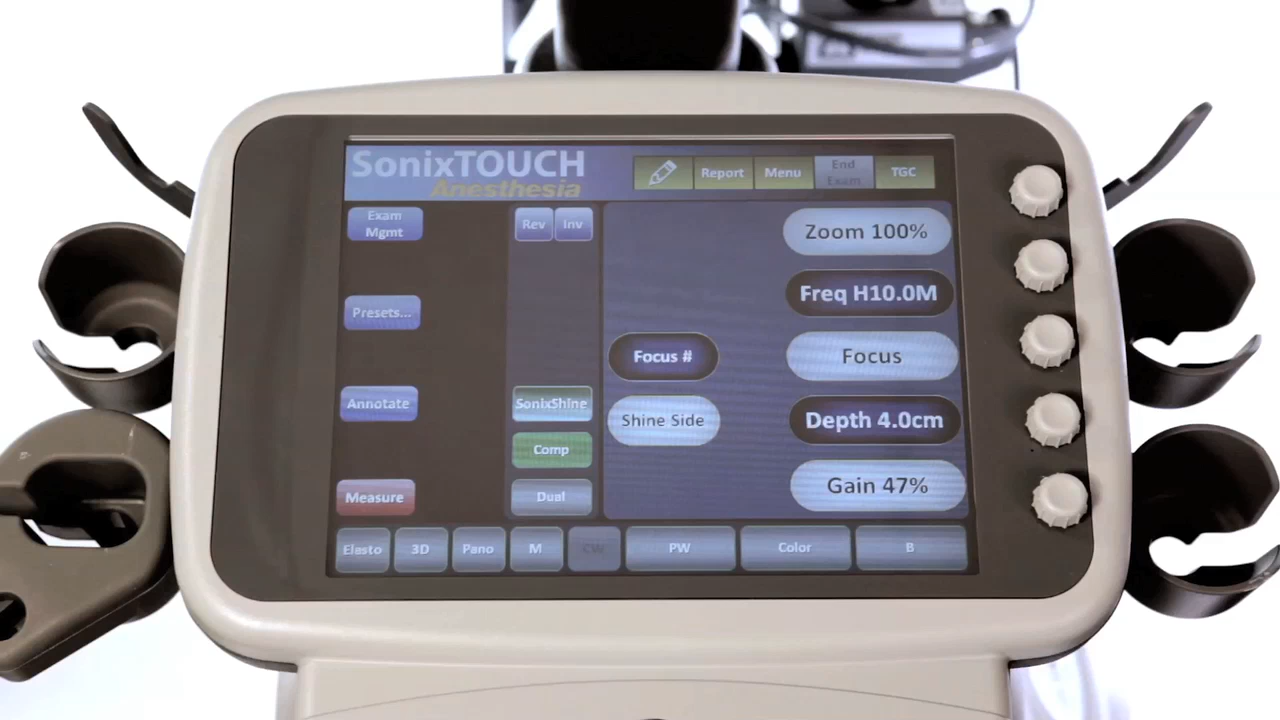 SonixTOUCH
Anesthesia
Report
Menu
End
Exam
TGC
Exam
Mgmt
Rev
Inv
Zoom 100%
Presets...
Freq H10.0M
Focus #
Focus
Annotate
SonixShine
Shine Side
Depth 4.0cm
Comp
Measure
Dual
Gain 47%
Elasto
3D
Pano
M
CW
PW
Color
B